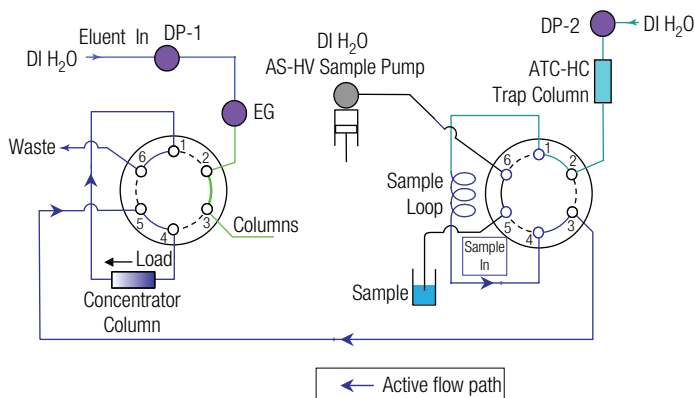 Eluent In
DP-1
DI H₂O
EG
Waste
1
2
3
4
5
6
Columns
Load
Concentrator
Column
DI H₂O
AS-HV Sample Pump
DP-2
DI H₂O
ATC-HC
Trap Column
Sample
Loop
1
2
3
4
5
6
Sample
In
Sample
Active flow path